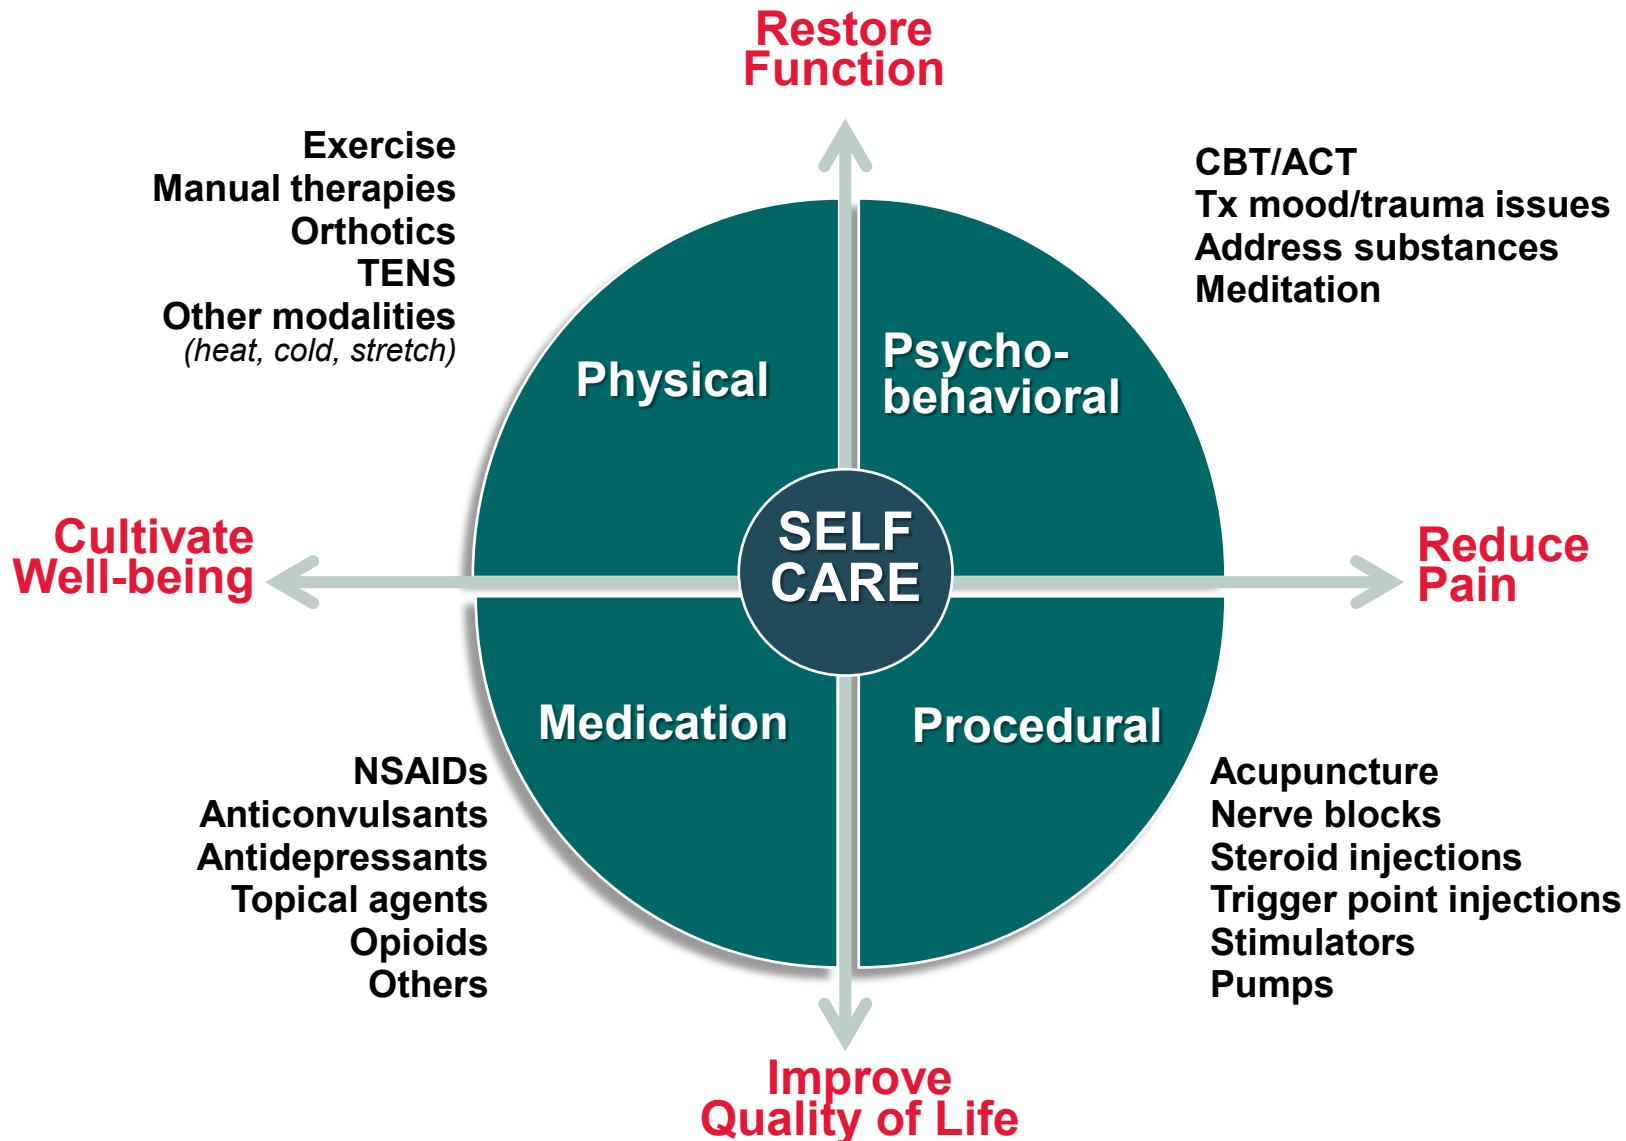 Restore
Function
Exercise
Manual therapies
Orthotics
TENS
Other modalities
(heat, cold, stretch)
CBT/ACT
Tx mood/trauma issues
Address substances
Meditation
Physical
Psycho-
behavioral
Cultivate
Well-being
SELF
CARE
Reduce
Pain
Medication
Procedural
NSAIDs
Anticonvulsants
Antidepressants
Topical agents
Opioids
Others
Acupuncture
Nerve blocks
Steroid injections
Trigger point injections
Stimulators
Pumps
Improve
Quality of Life